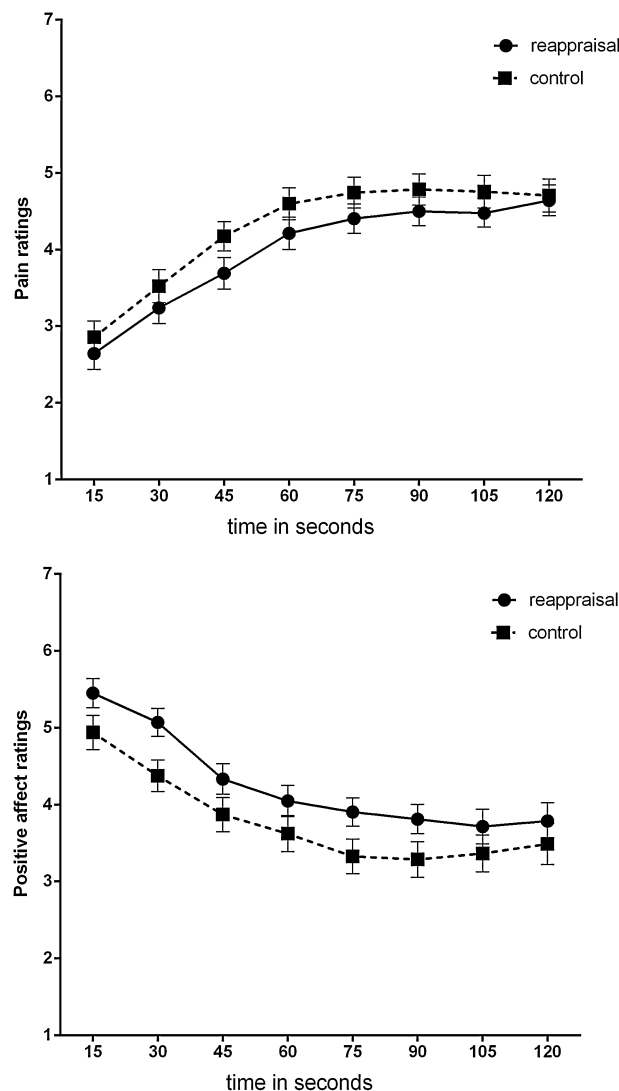 7
reappraisal
control
6
5
4
3
2
1
Pain ratings
15 30 45 60 75 90 105 120
time in seconds
7
reappraisal
control
6
5
4
3
2
1
Positive affect ratings
15 30 45 60 75 90 105 120
time in seconds